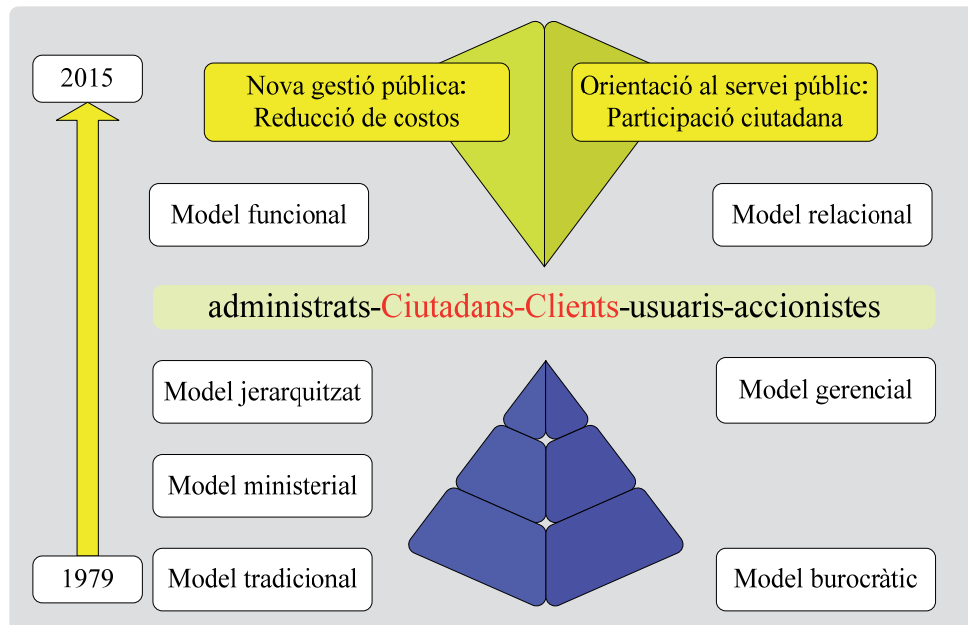 2015
Nova gestió pública:
Reducció de costos
Orientació al servei públic:
Participació ciutadana
Model funcional
Model relacional
administrats-Ciutadans-Clients-usuaris-accionistes
Model jerarquitzat
Model gerencial
Model ministerial
1979
Model tradicional
Model burocràtic